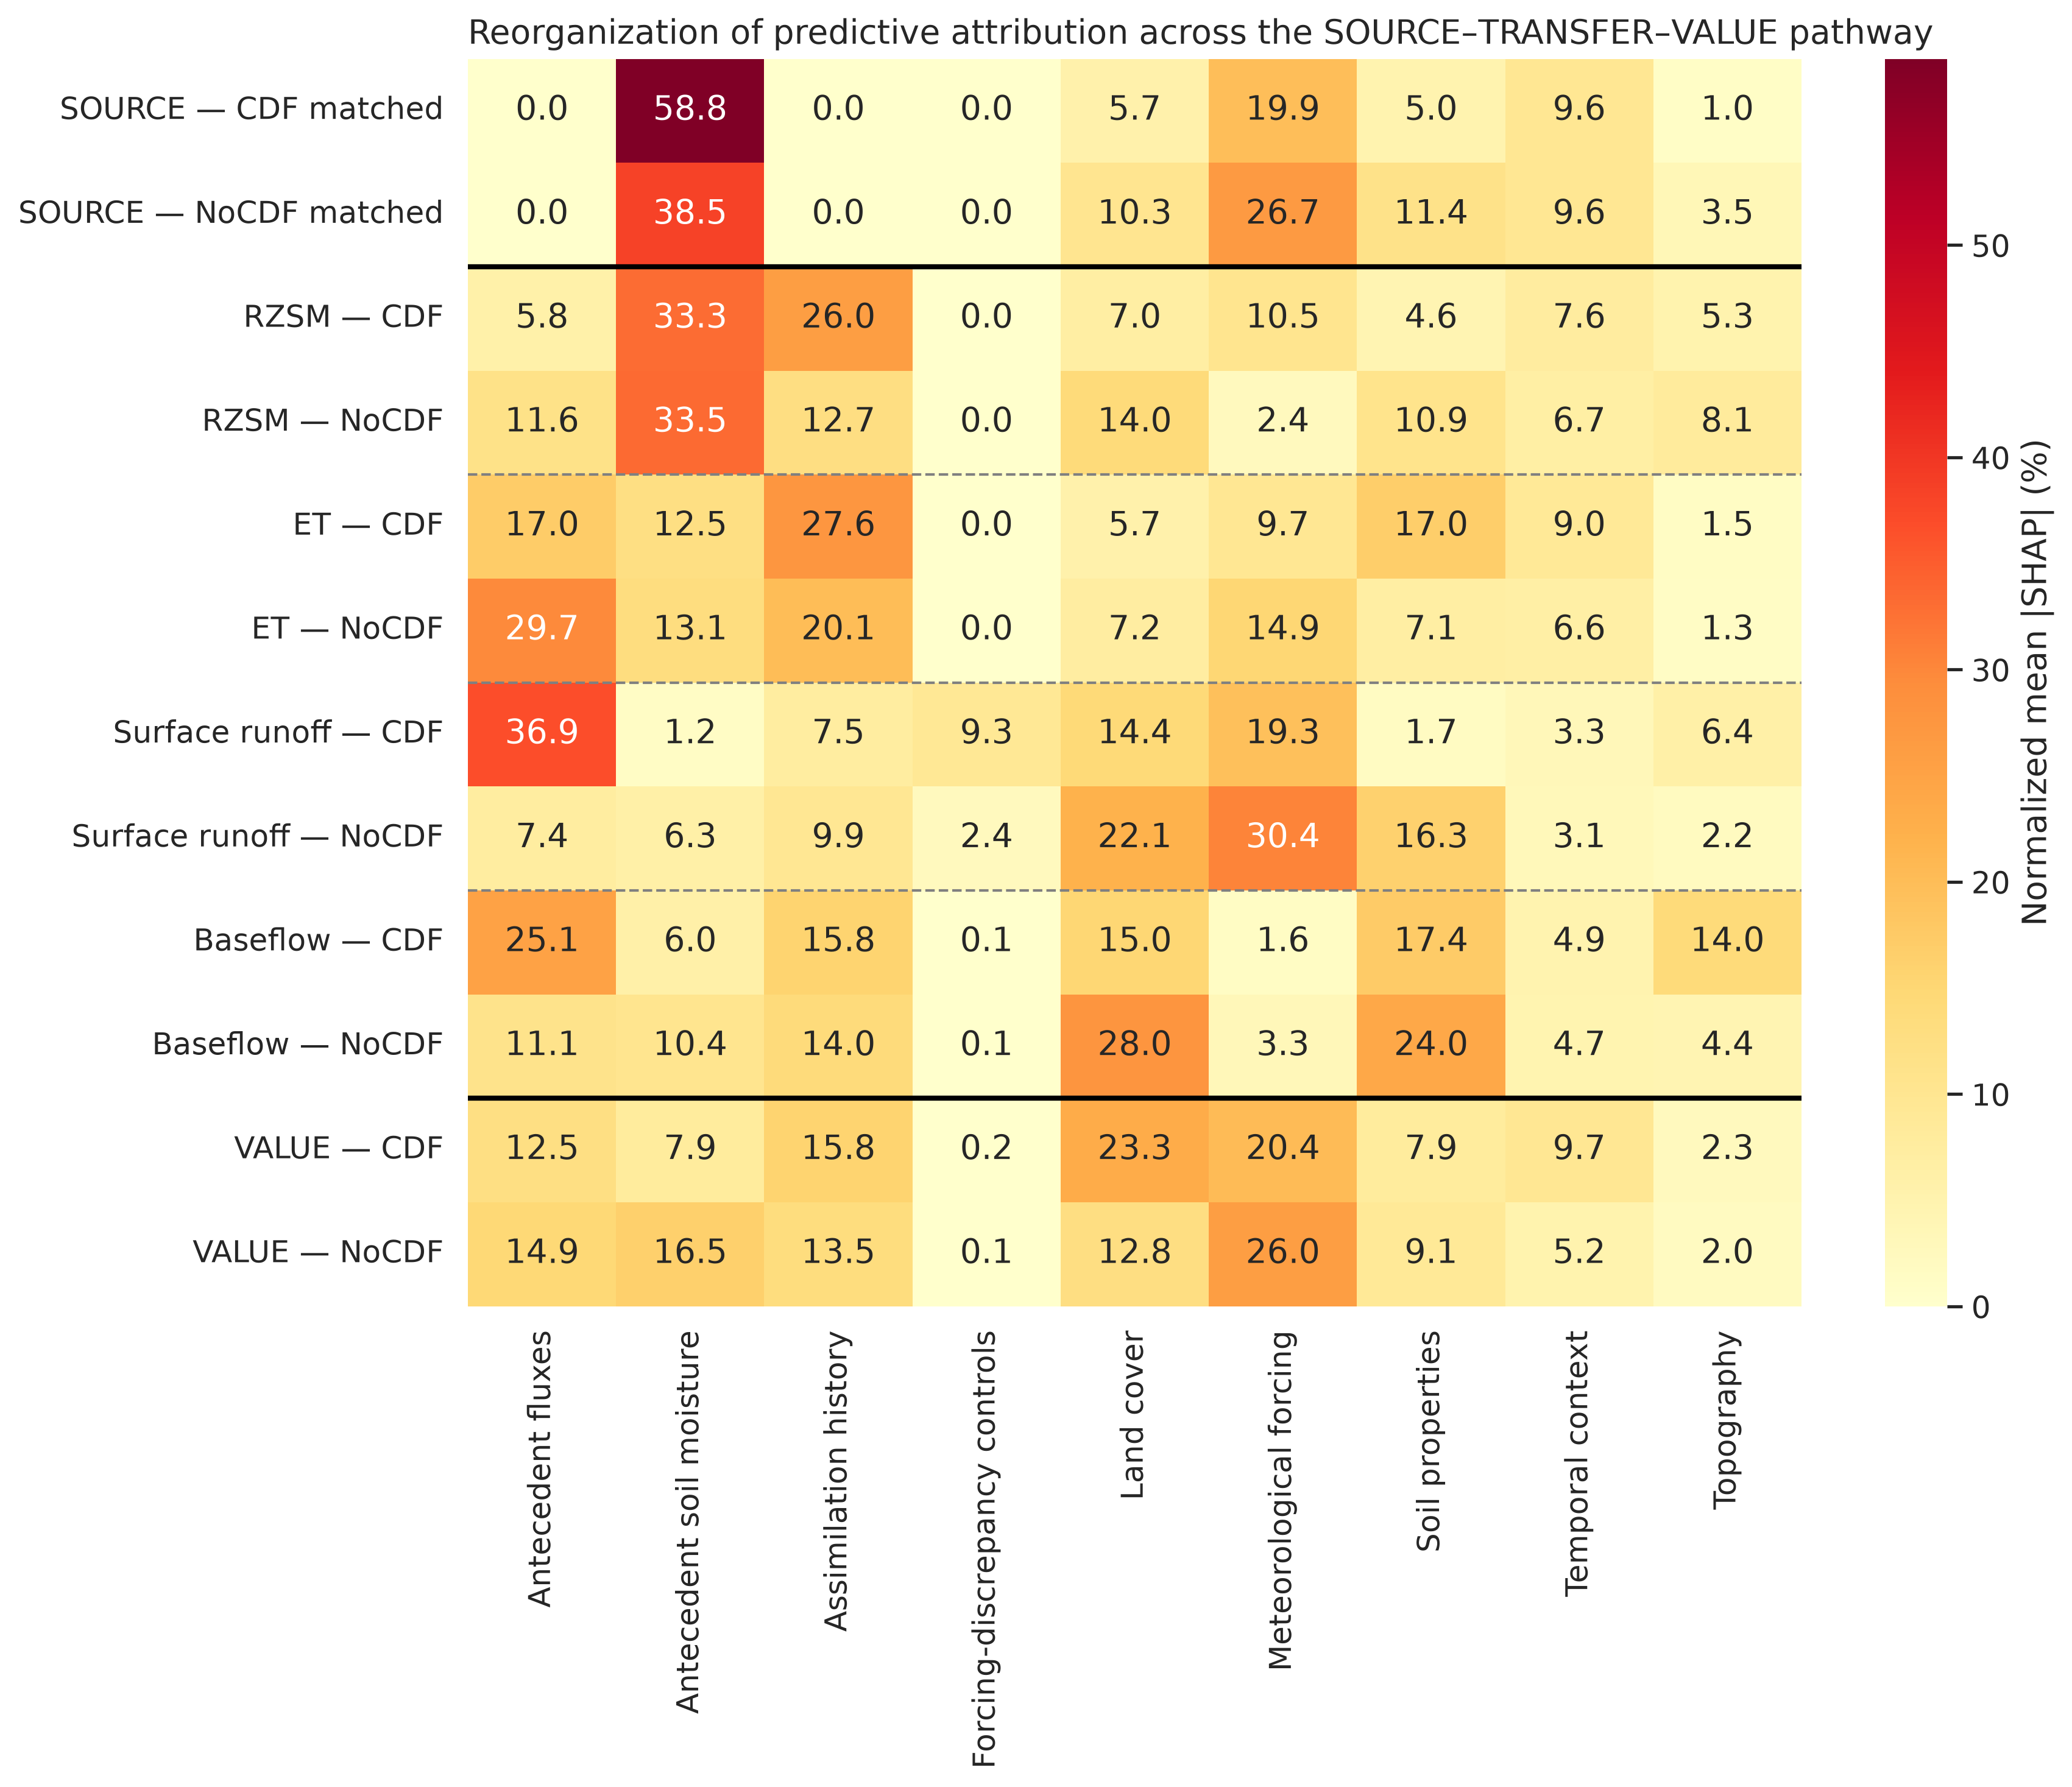 Reorganization of predictive attribution across the SOURCE–TRANSFER–VALUE pathway
SOURCE — CDF matched 0.0 58.8 0.0 0.0 5.7 19.9 5.0 9.6 1.0
SOURCE — NoCDF matched 0.0 38.5 0.0 0.0 10.3 26.7 11.4 9.6 3.5
RZSM — CDF 5.8 33.3 26.0 0.0 7.0 10.5 4.6 7.6 5.3
RZSM — NoCDF 11.6 33.5 12.7 0.0 14.0 2.4 10.9 6.7 8.1
ET — CDF 17.0 12.5 27.6 0.0 5.7 9.7 17.0 9.0 1.5
ET — NoCDF 29.7 13.1 20.1 0.0 7.2 14.9 7.1 6.6 1.3
Surface runoff — CDF 36.9 1.2 7.5 9.3 14.4 19.3 1.7 3.3 6.4
Surface runoff — NoCDF 7.4 6.3 9.9 2.4 22.1 30.4 16.3 3.1 2.2
Baseflow — CDF 25.1 6.0 15.8 0.1 15.0 1.6 17.4 4.9 14.0
Baseflow — NoCDF 11.1 10.4 14.0 0.1 28.0 3.3 24.0 4.7 4.4
VALUE — CDF 12.5 7.9 15.8 0.2 23.3 20.4 7.9 9.7 2.3
VALUE — NoCDF 14.9 16.5 13.5 0.1 12.8 26.0 9.1 5.2 2.0
Antecedent fluxes
Antecedent soil moisture
Assimilation history
Forcing-discrepancy controls
Land cover
Meteorological forcing
Soil properties
Temporal context
Topography
50
40
30
20
10
0
Normalized mean |SHAP| (%)